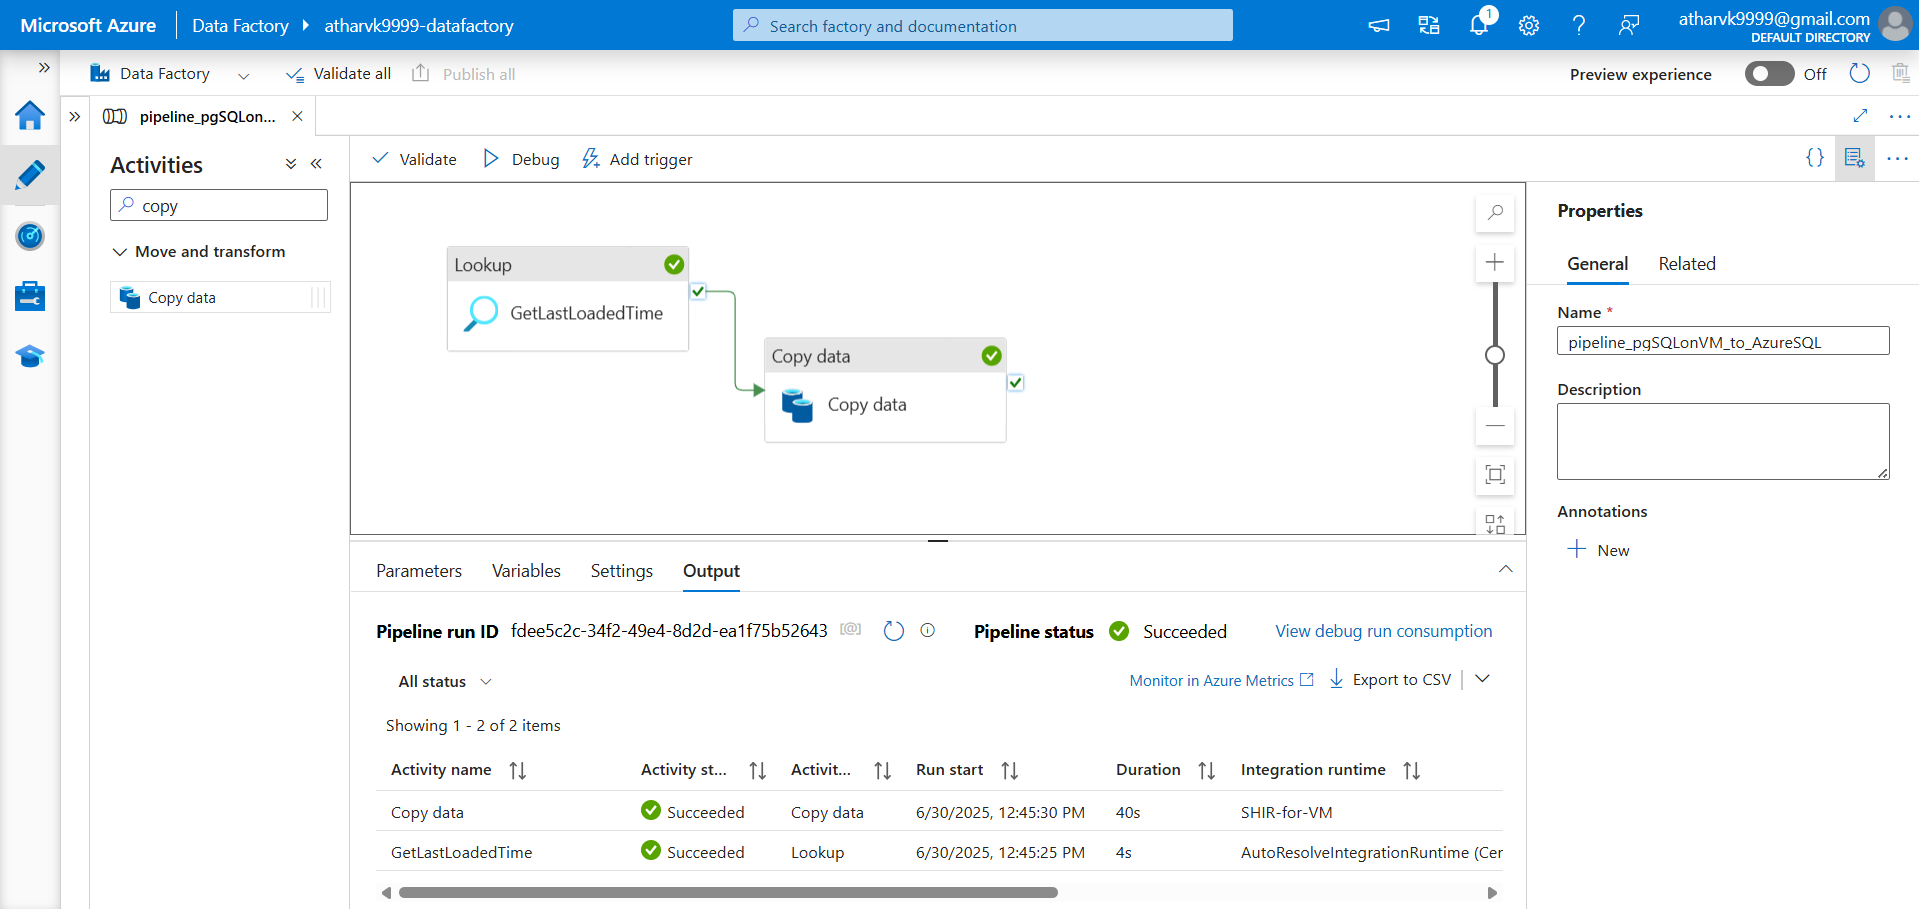 Microsoft Azure
Data Factory
atharvk9999-datafactory
Search factory and documentation
1
atharvk9999@gmail.com
DEFAULT DIRECTORY
Data Factory
Validate all
Publish all
Preview experience
Off
pipeline_pgSQLon...
Activities
copy
Move and transform
Copy data
Validate
Debug
Add trigger
{}
Lookup
GetLastLoadedTime
Copy data
Copy data
Properties
General
Related
Name *
pipeline_pgSQLonVM_to_AzureSQL
Description
Annotations
New
Parameters
Variables
Settings
Output
Pipeline run ID fdee5c2c-34f2-49e4-8d2d-ea1f75b52643 [@]
Pipeline status Succeeded
View debug run consumption
All status
Monitor in Azure Metrics
Export to CSV
Showing 1 - 2 of 2 items
Activity name Activity st... Activit... Run start Duration Integration runtime
Copy data Succeeded Copy data 6/30/2025, 12:45:30 PM 40s SHIR-for-VM
GetLastLoadedTime Succeeded Lookup 6/30/2025, 12:45:25 PM 4s AutoResolveIntegrationRuntime (Cer